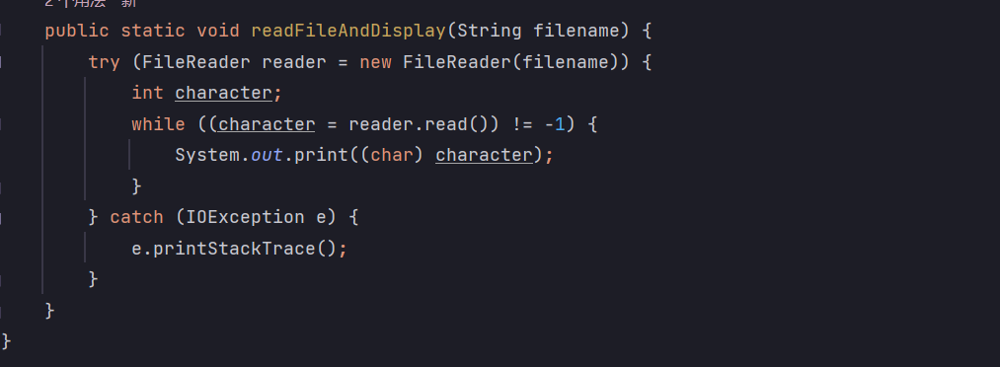 2个用法 新
public static void readFileAndDisplay(String filename) {
try (FileReader reader = new FileReader(filename)) {
int character;
while ((character = reader.read()) != -1) {
System.out.print((char) character);
}
} catch (IOException e) {
e.printStackTrace();
}
}
}